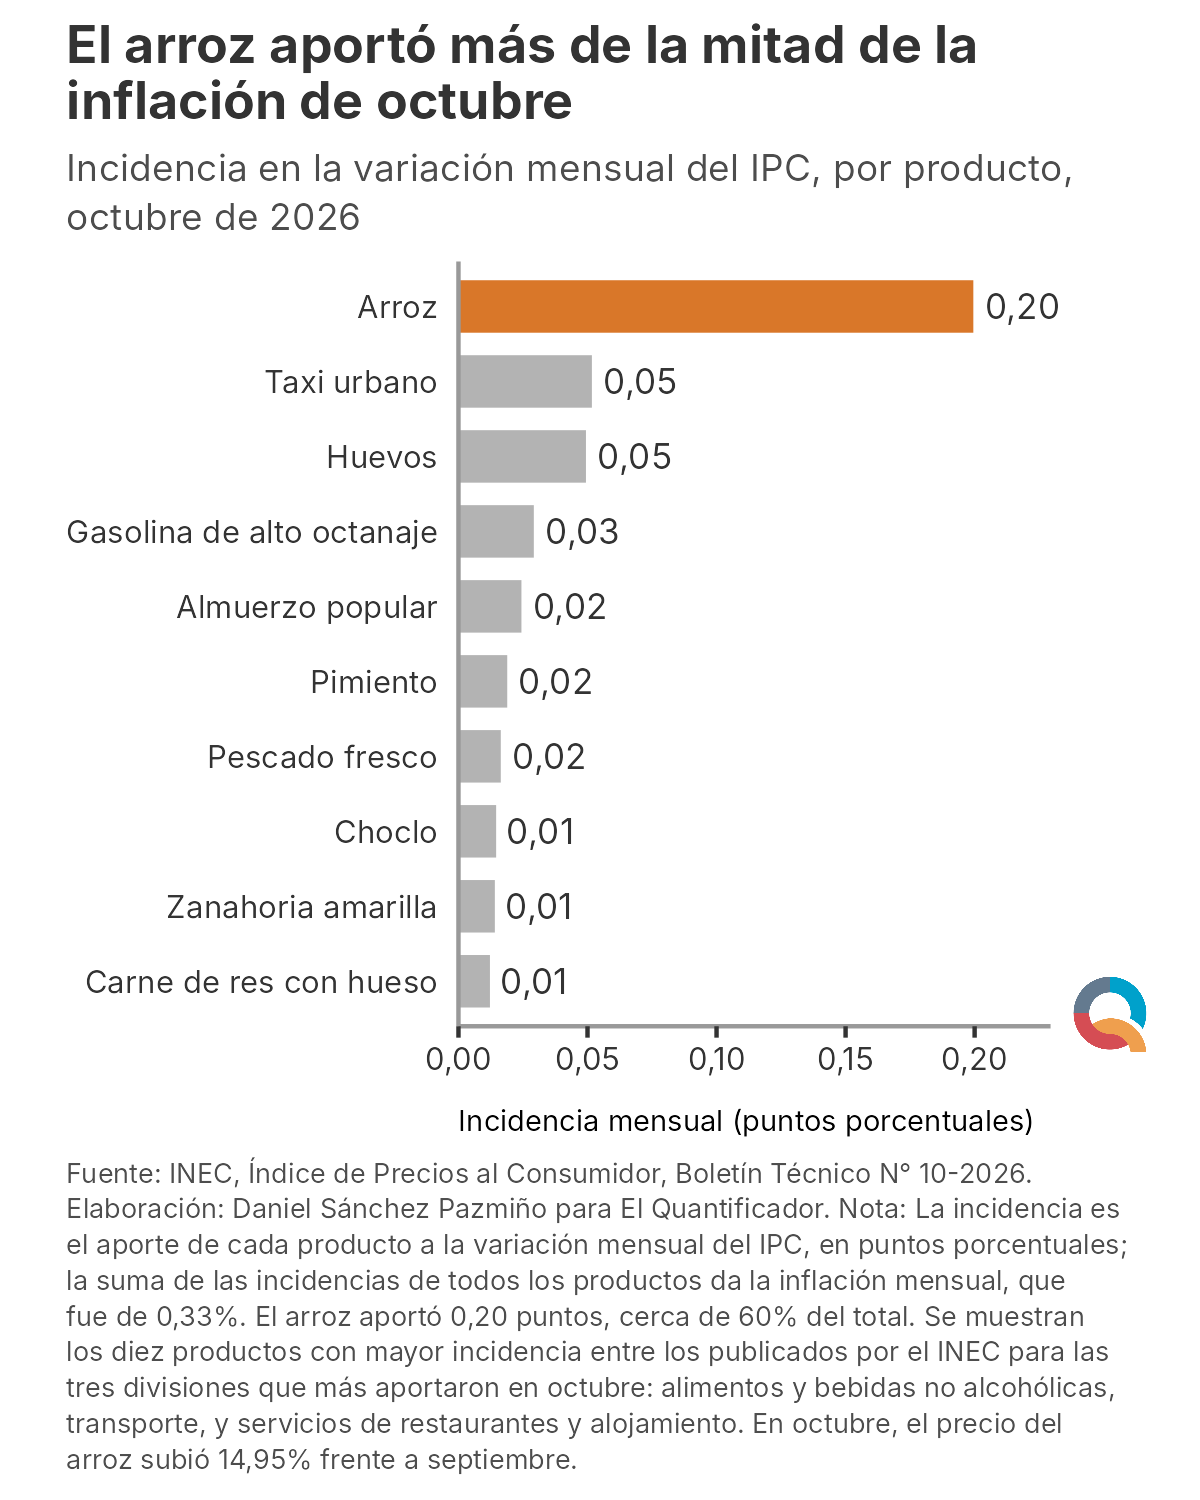 El arroz aportó más de la mitad de la
inflación de octubre
Incidencia en la variación mensual del IPC, por producto,
octubre de 2026
Arroz 0,20
Taxi urbano 0,05
Huevos 0,05
Gasolina de alto octanaje 0,03
Almuerzo popular 0,02
Pimiento 0,02
Pescado fresco 0,02
Choclo 0,01
Zanahoria amarilla 0,01
Carne de res con hueso 0,01
0,00 0,05 0,10 0,15 0,20
Incidencia mensual (puntos porcentuales)
Fuente: INEC, Índice de Precios al Consumidor, Boletín Técnico N° 10-2026.
Elaboración: Daniel Sánchez Pazmiño para El Quantificador. Nota: La incidencia es
el aporte de cada producto a la variación mensual del IPC, en puntos porcentuales;
la suma de las incidencias de todos los productos da la inflación mensual, que
fue de 0,33%. El arroz aportó 0,20 puntos, cerca de 60% del total. Se muestran
los diez productos con mayor incidencia entre los publicados por el INEC para las
tres divisiones que más aportaron en octubre: alimentos y bebidas no alcohólicas,
transporte, y servicios de restaurantes y alojamiento. En octubre, el precio del
arroz subió 14,95% frente a septiembre.